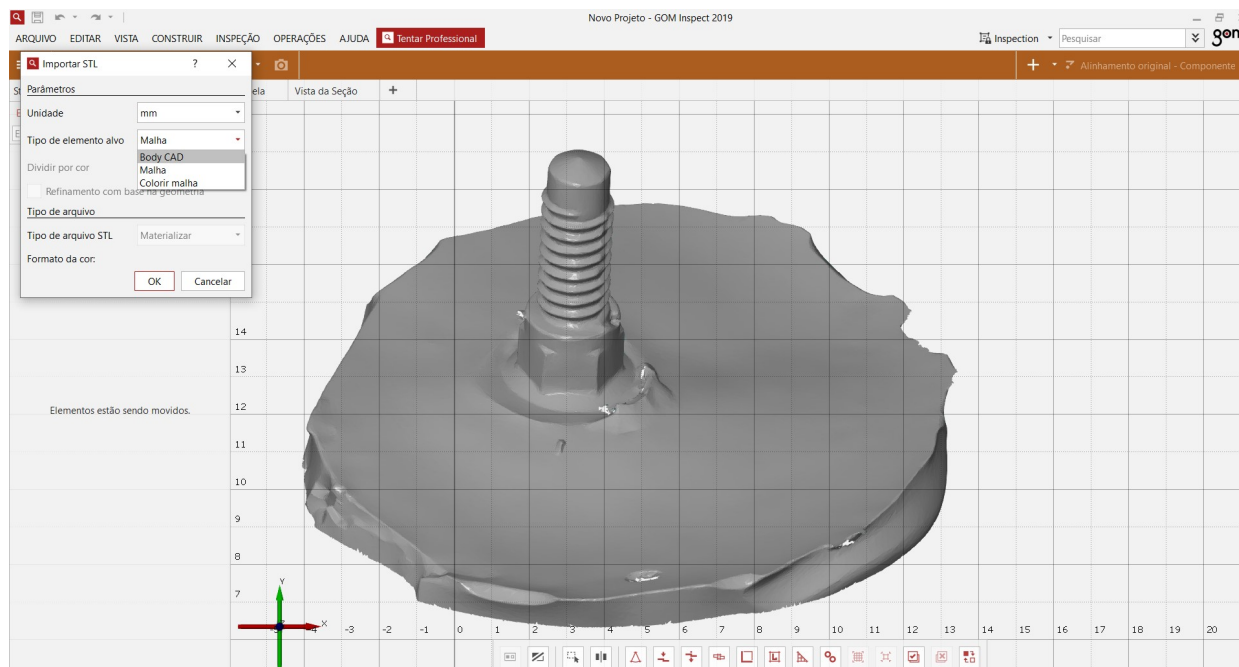 Novo Projeto - GOM Inspect 2019
ARQUIVO EDITAR VISTA CONSTRUIR INSPEÇÃO OPERAÇÕES AJUDA Tentar Professional
Inspection Pesquisar
Importar STL ? ×
Alinhamento original - Componente
Parâmetros
Vista da Seção +
Unidade mm
Tipo de elemento alvo Malha
Body CAD
Malha
Colorir malha
Dividir por cor
Refinamento com base na geometria
Tipo de arquivo
Tipo de arquivo STL Materializar
Formato da cor:
OK Cancelar
Elementos estão sendo movidos.
14
13
12
11
10
9
8
7
Y
X
-4 -3 -2 -1 0 1 2 3 4 5 6 7 8 9 10 11 12 13 14 15 16 17 18 19 20